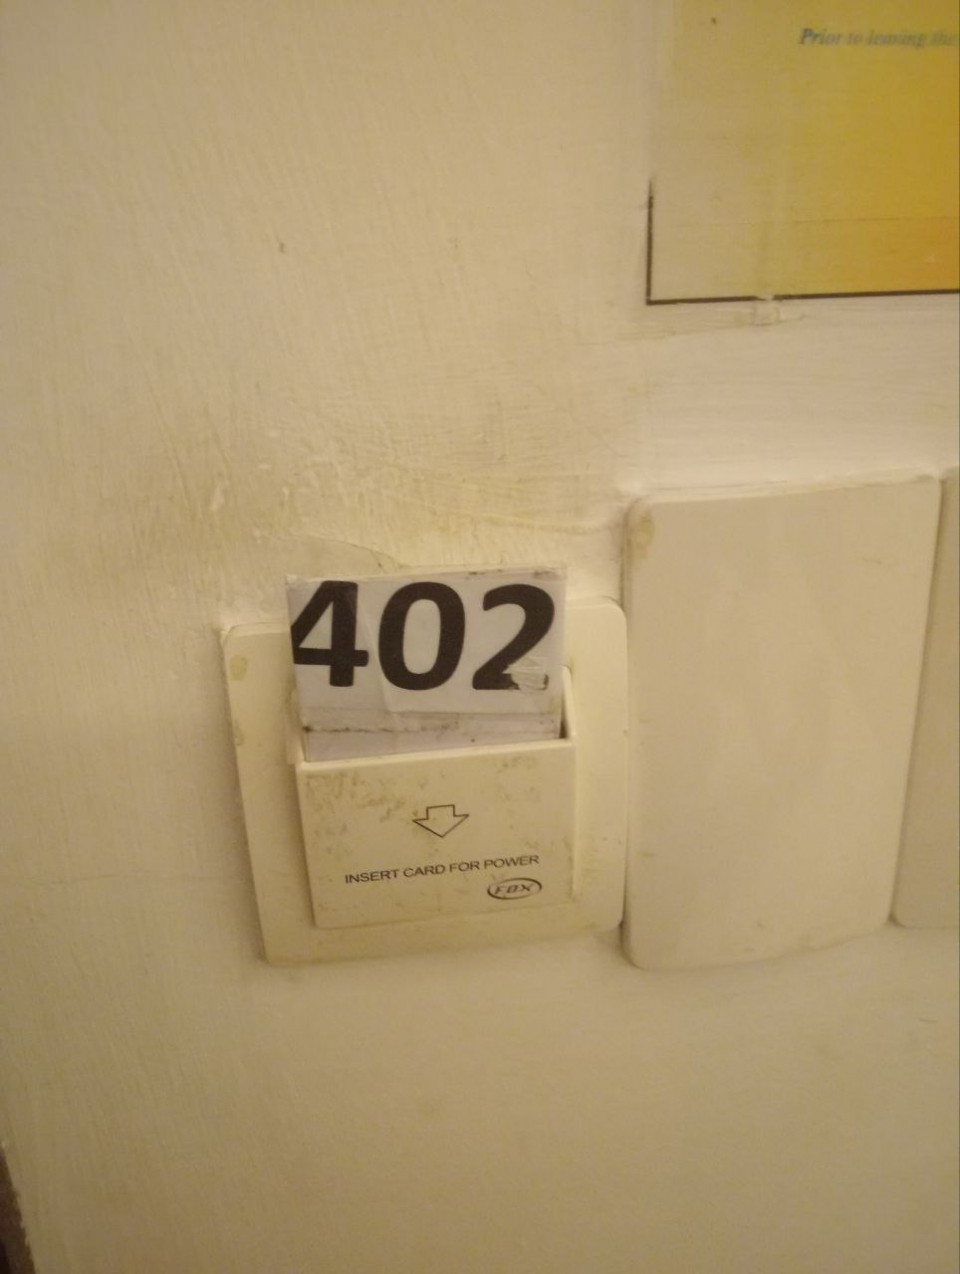 Prior to leaving the
402
INSERT CARD FOR POWER
FBX